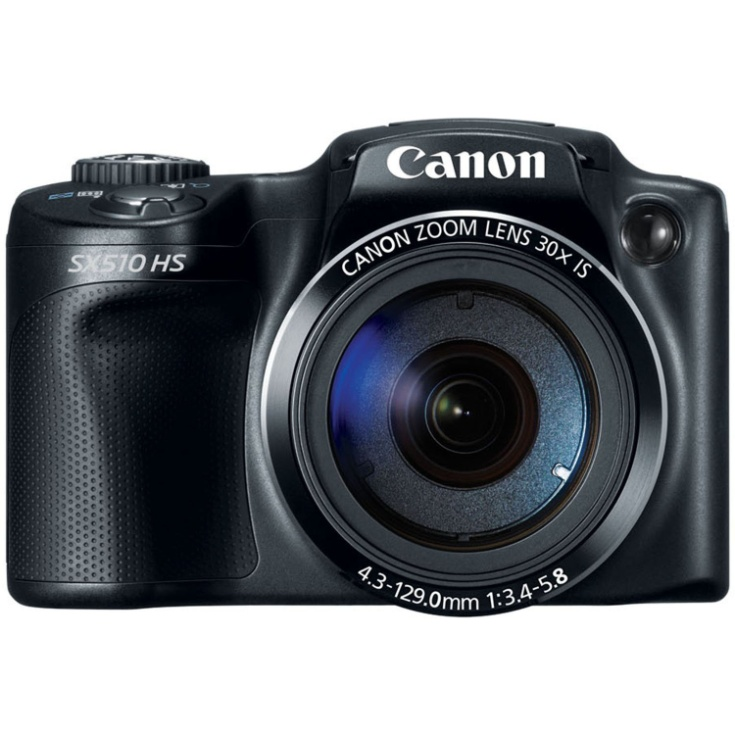 Canon
CANON ZOOM LENS 30x IS
SX510 HS
4.3-129.0mm 1:3.4-5.8